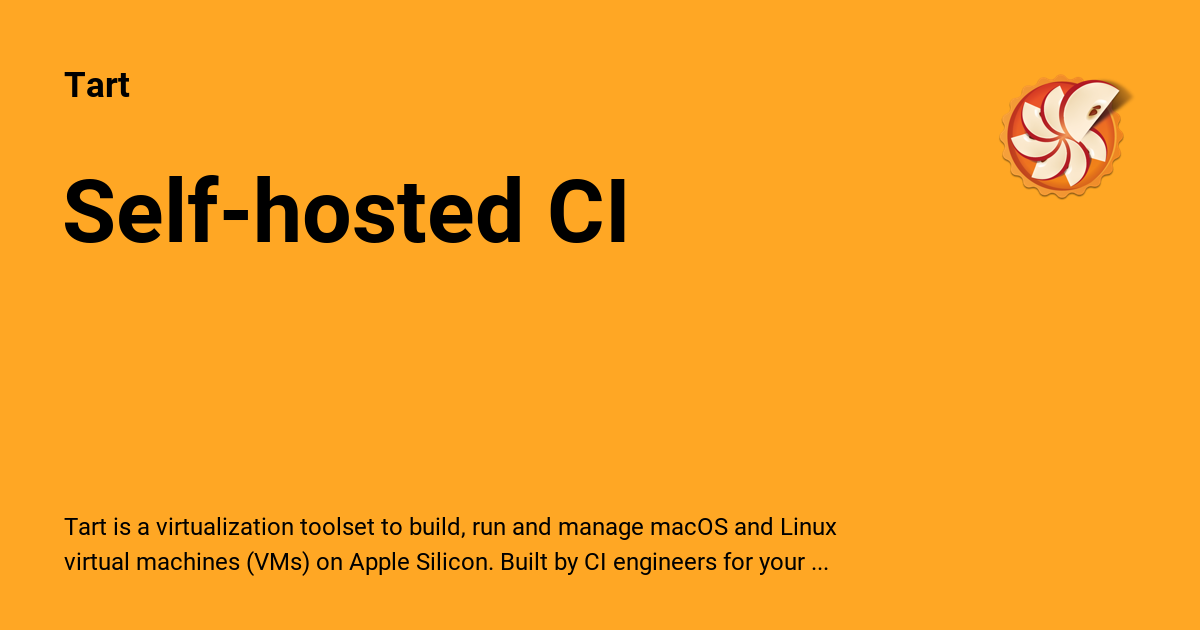 Tart
Self-hosted CI
Tart is a virtualization toolset to build, run and manage macOS and Linux
virtual machines (VMs) on Apple Silicon. Built by CI engineers for your ...